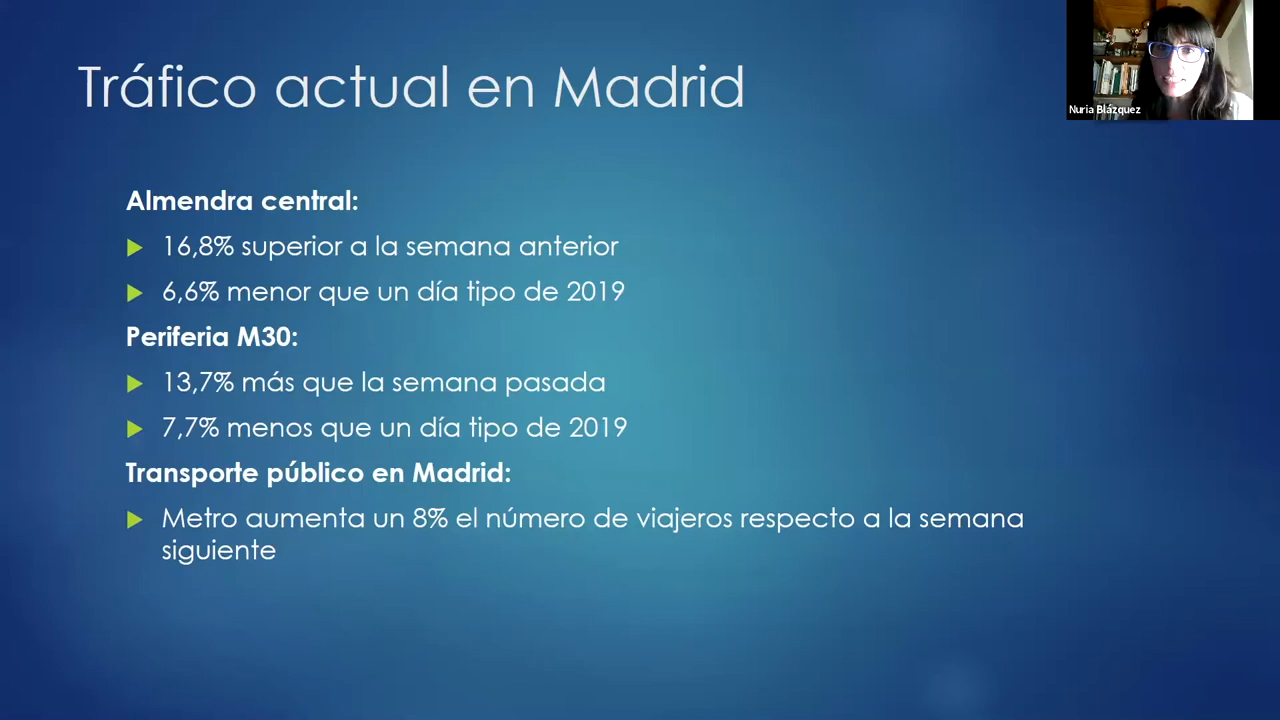 Tráfico actual en Madrid
Nuria Blázquez
Almendra central:
16,8% superior a la semana anterior
6,6% menor que un día tipo de 2019
Periferia M30:
13,7% más que la semana pasada
7,7% menos que un día tipo de 2019
Transporte público en Madrid:
Metro aumenta un 8% el número de viajeros respecto a la semana
siguiente